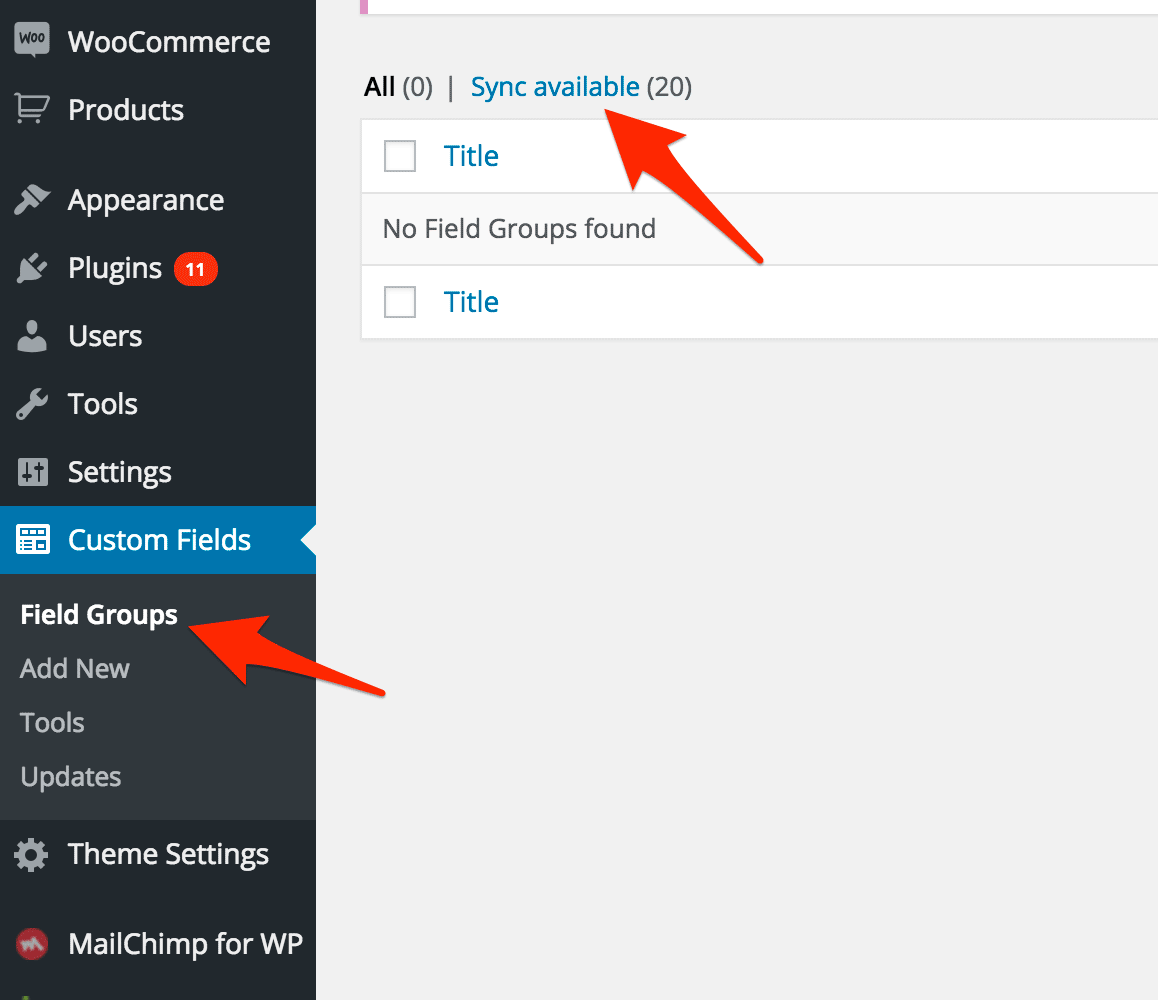 WOO WooCommerce
Products
Appearance
Plugins 11
Users
Tools
Settings
Custom Fields
Field Groups
Add New
Tools
Updates
Theme Settings
MailChimp for WP
All (0) | Sync available (20)
Title
No Field Groups found
Title